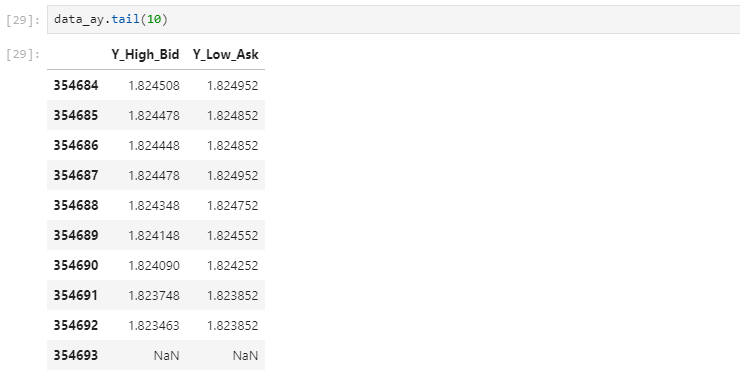 [29]: data_ay.tail(10)
[29]: Y_High_Bid Y_Low_Ask
354684 1.824508 1.824952
354685 1.824478 1.824852
354686 1.824448 1.824852
354687 1.824478 1.824952
354688 1.824348 1.824752
354689 1.824148 1.824552
354690 1.824090 1.824252
354691 1.823748 1.823852
354692 1.823463 1.823852
354693 NaN NaN